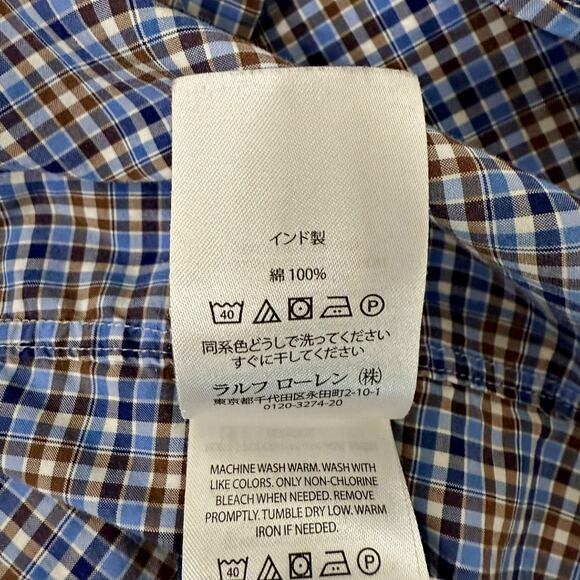 インド製
綿 100%
40 P
同系色どうしで洗ってください
すぐに干してください
ラルフ ローレン (株)
東京都千代田区永田町2-10-1
0120-3274-20
MACHINE WASH WARM. WASH WITH
LIKE COLORS. ONLY NON-CHLORINE
BLEACH WHEN NEEDED. REMOVE
PROMPTLY. TUMBLE DRY LOW. WARM
IRON IF NEEDED.
40 P